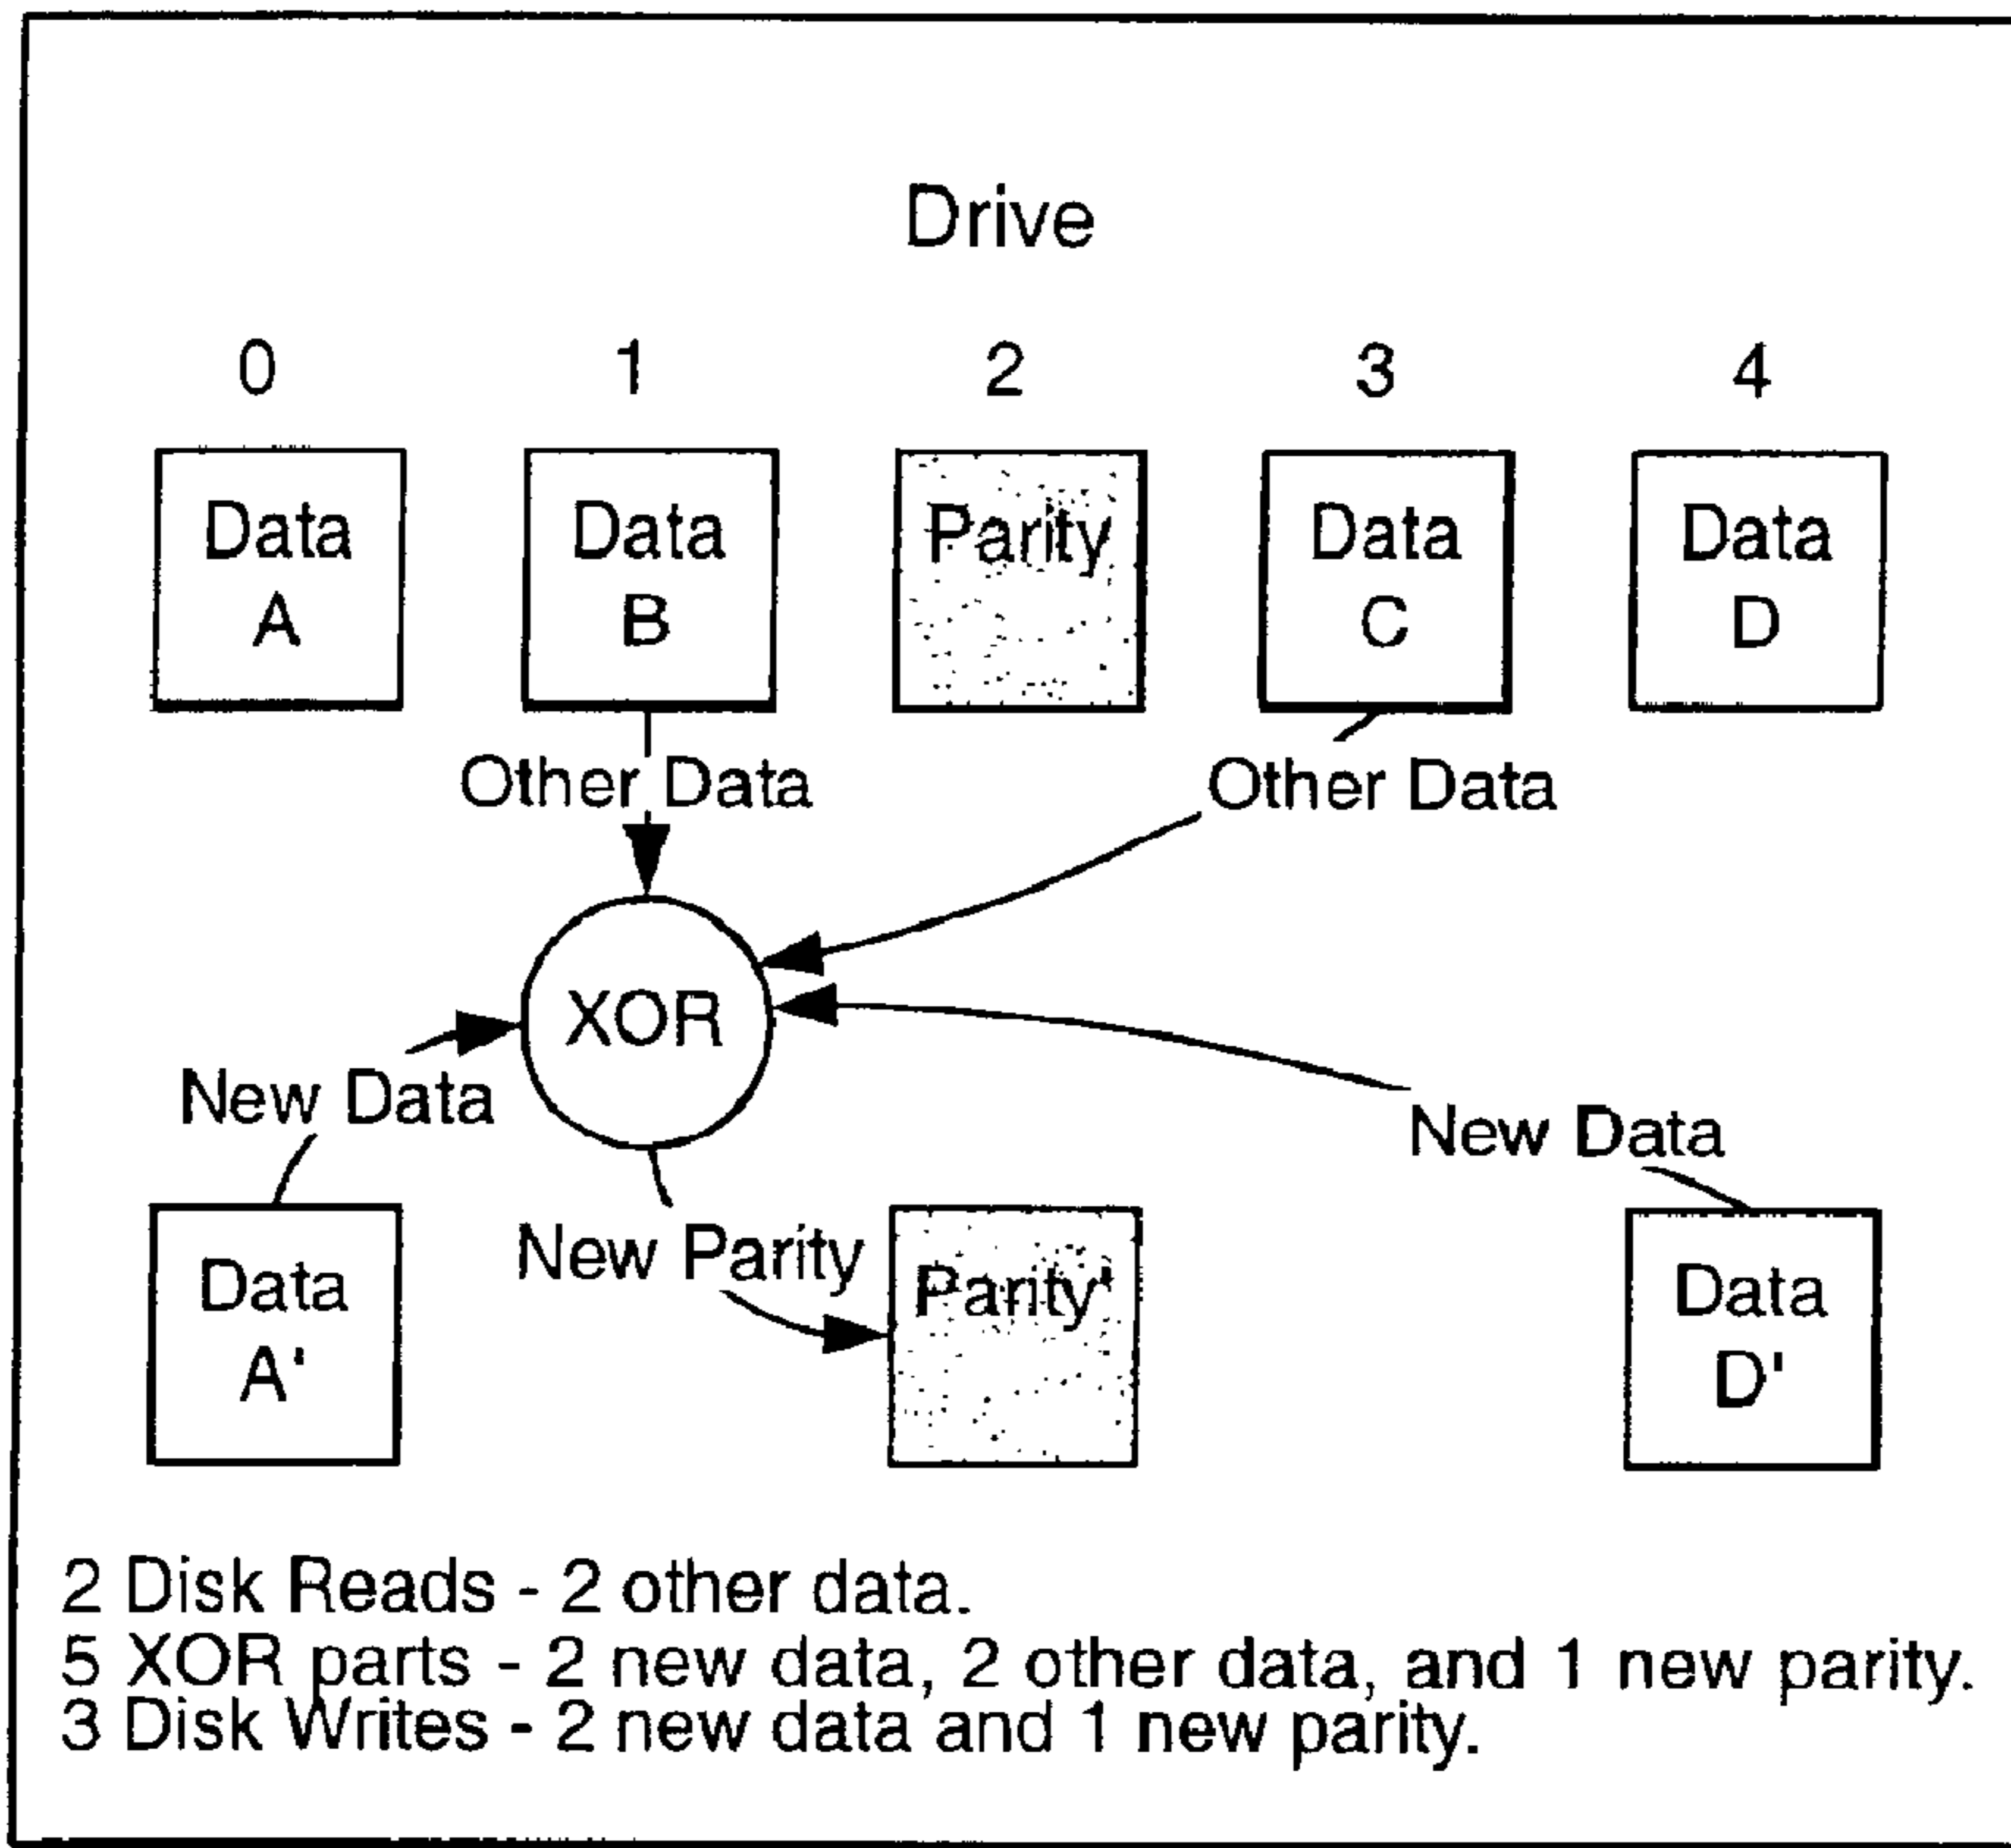 Drive
0 1 2 3 4
Data Data Parity Data Data
A B C D
Other Data Other Data
XOR
New Data New Data
New Parity
Data Parity' Data
A' D'
2 Disk Reads - 2 other data.
5 XOR parts - 2 new data, 2 other data, and 1 new parity.
3 Disk Writes - 2 new data and 1 new parity.